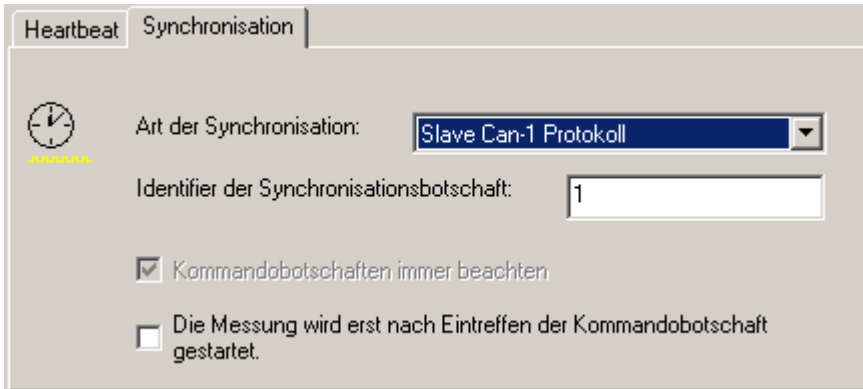 Heartbeat Synchronisation
Art der Synchronisation: Slave Can-1 Protokoll
Identifier der Synchronisationsbotschaft: 1
Kommandobotschaften immer beachten
Die Messung wird erst nach Eintreffen der Kommandobotschaft
gestartet.